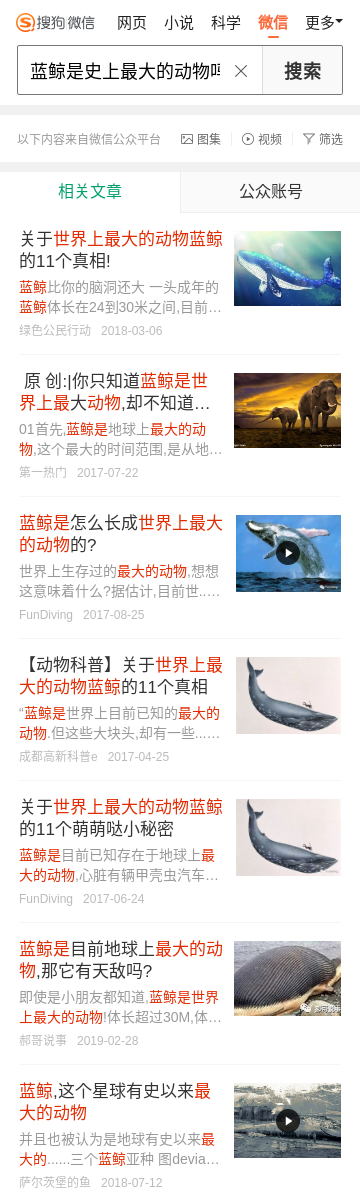 搜狗微信 网页 小说 科学 微信 更多
蓝鲸是史上最大的动物吗 搜索
以下内容来自微信公众平台 图集 视频 筛选
相关文章 公众账号
关于世界上最大的动物蓝鲸
的11个真相!
蓝鲸比你的脑洞还大 一头成年的
蓝鲸体长在24到30米之间,目前…
绿色公民行动 2018-03-06
原 创:|你只知道蓝鲸是世
界上最大动物,却不知道…
01首先,蓝鲸是地球上最大的动
物,这个最大的时间范围,是从地…
第一热门 2017-07-22
蓝鲸是怎么长成世界上最大
的动物的?
世界上生存过的最大的动物,想想
这意味着什么?据估计,目前世..…
FunDiving 2017-08-25
【动物科普】关于世界上最
大的动物蓝鲸的11个真相
“蓝鲸是世界上目前已知的最大的
动物.但这些大块头,却有一些...…
成都高新科普e 2017-04-25
关于世界上最大的动物蓝鲸
的11个萌萌哒小秘密
蓝鲸是目前已知存在于地球上最
大的动物,心脏有辆甲壳虫汽车…
FunDiving 2017-06-24
蓝鲸是目前地球上最大的动
物,那它有天敌吗?
即使是小朋友都知道,蓝鲸是世界
上最大的动物!体长超过30M,体…
郝哥说事 2019-02-28
蓝鲸,这个星球有史以来最
大的动物
并且也被认为是地球有史以来最
大的......三个蓝鲸亚种 图devia…
萨尔茨堡的鱼 2018-07-12